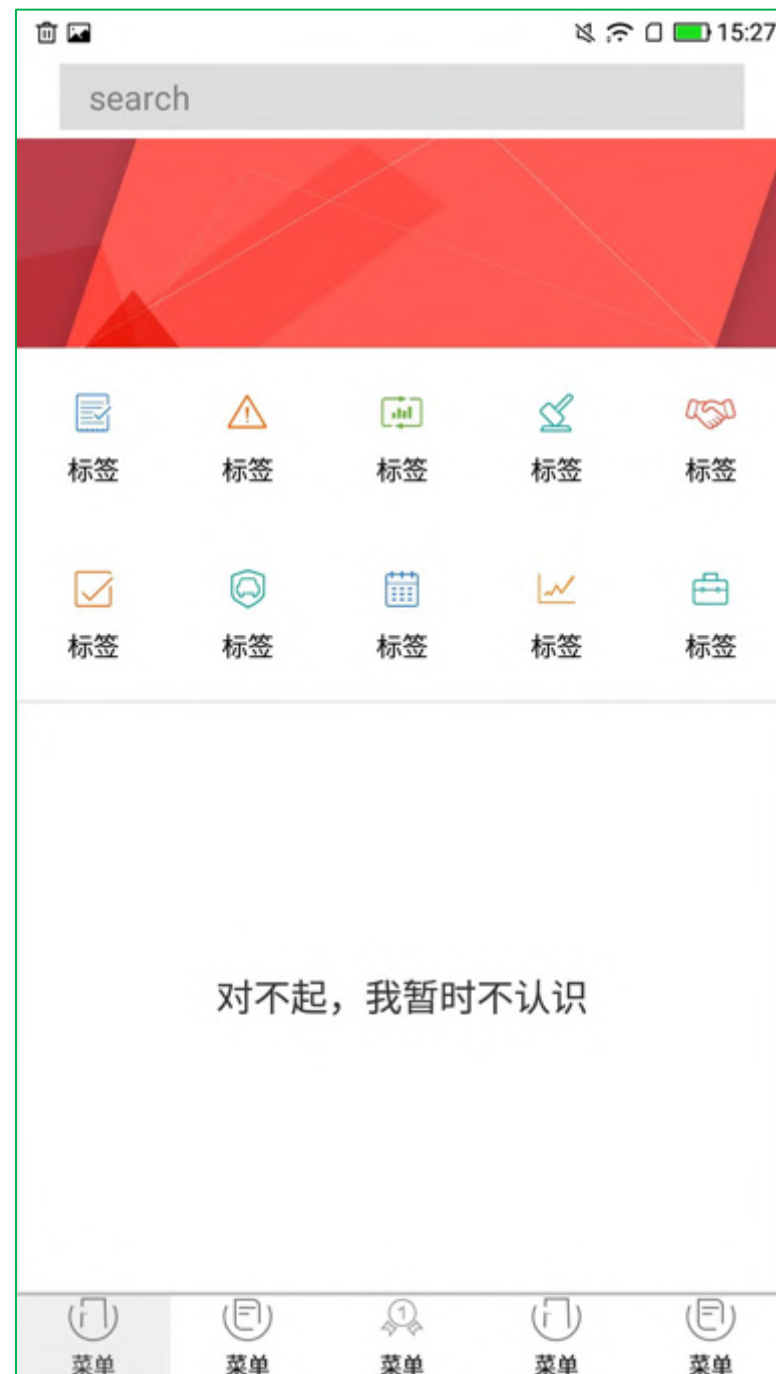 15:27
search
标签 标签 标签 标签 标签
标签 标签 标签 标签 标签
对不起，我暂时不认识
1
菜单 菜单 菜单 菜单 菜单